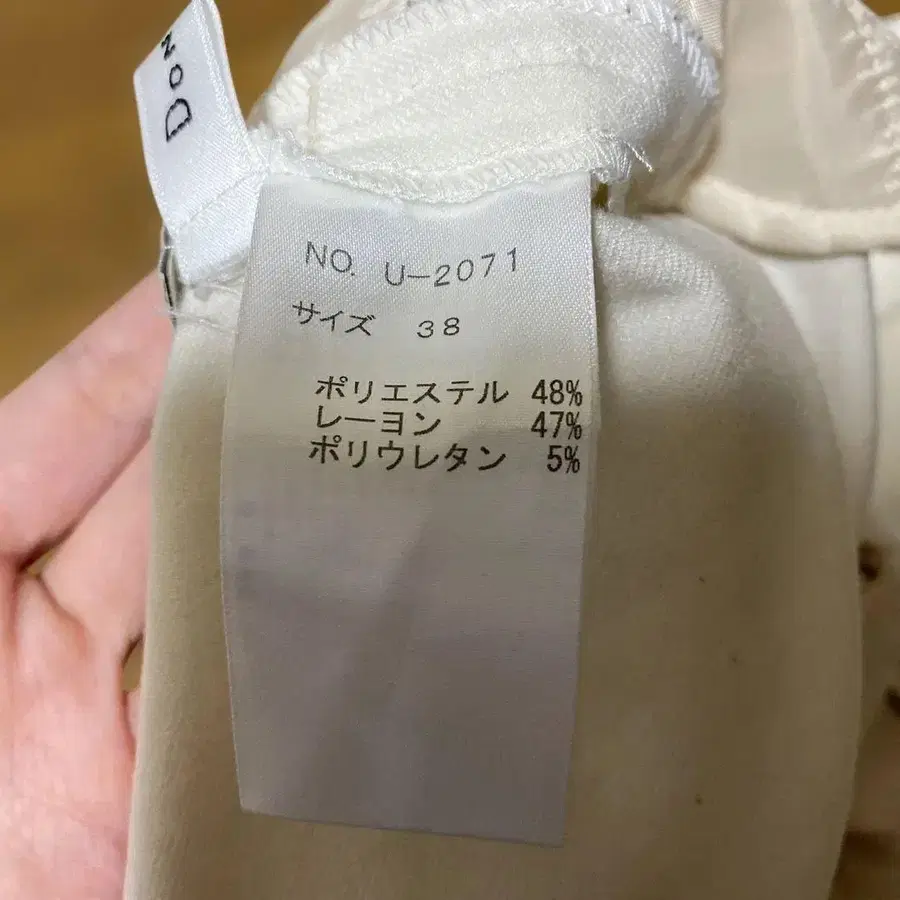 NO. U-2071
サイズ 38
ポリエステル 48%
レーヨン 47%
ポリウレタン 5%